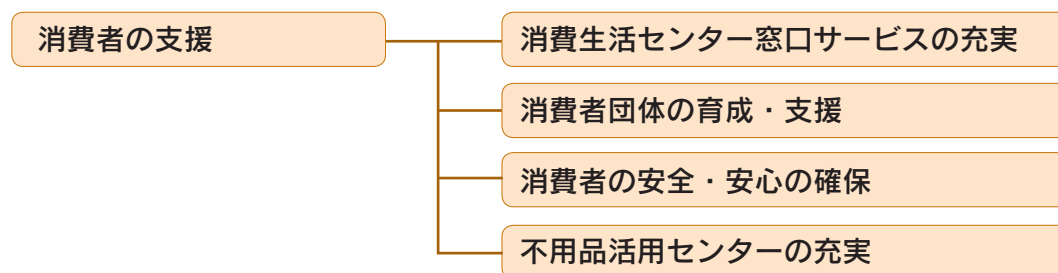 消費者の支援
消費生活センター窓口サービスの充実
消費者団体の育成・支援
消費者の安全・安心の確保
不用品活用センターの充実